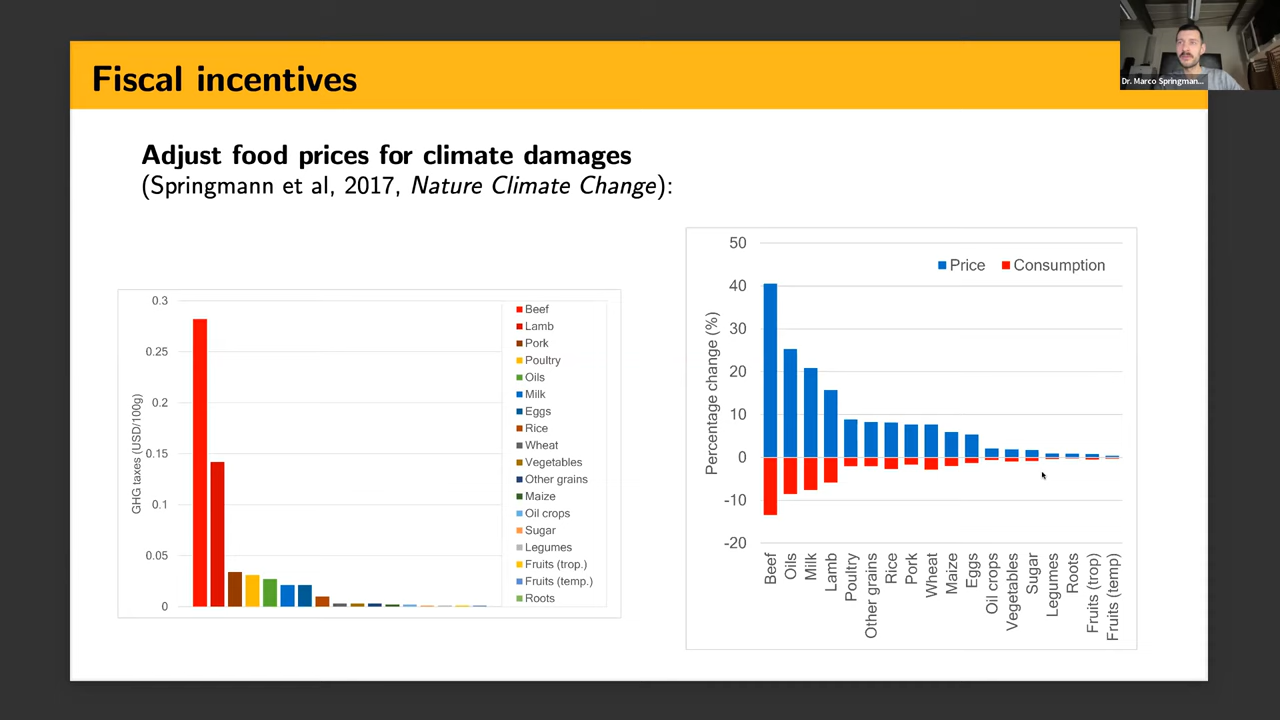 Fiscal incentives
Dr. Marco Springman...
Adjust food prices for climate damages
(Springmann et al, 2017, Nature Climate Change):
GHG taxes (USD/100g)
0.3
0.25
0.2
0.15
0.1
0.05
0
Beef
Lamb
Pork
Poultry
Oils
Milk
Eggs
Rice
Wheat
Vegetables
Other grains
Maize
Oil crops
Sugar
Legumes
Fruits (trop.)
Fruits (temp.)
Roots
Percentage change (%)
50
40
30
20
10
0
-10
-20
Price
Consumption
Beef
Oils
Milk
Lamb
Poultry
Other grains
Rice
Pork
Wheat
Maize
Eggs
Oil crops
Vegetables
Sugar
Legumes
Roots
Fruits (trop)
Fruits (temp)